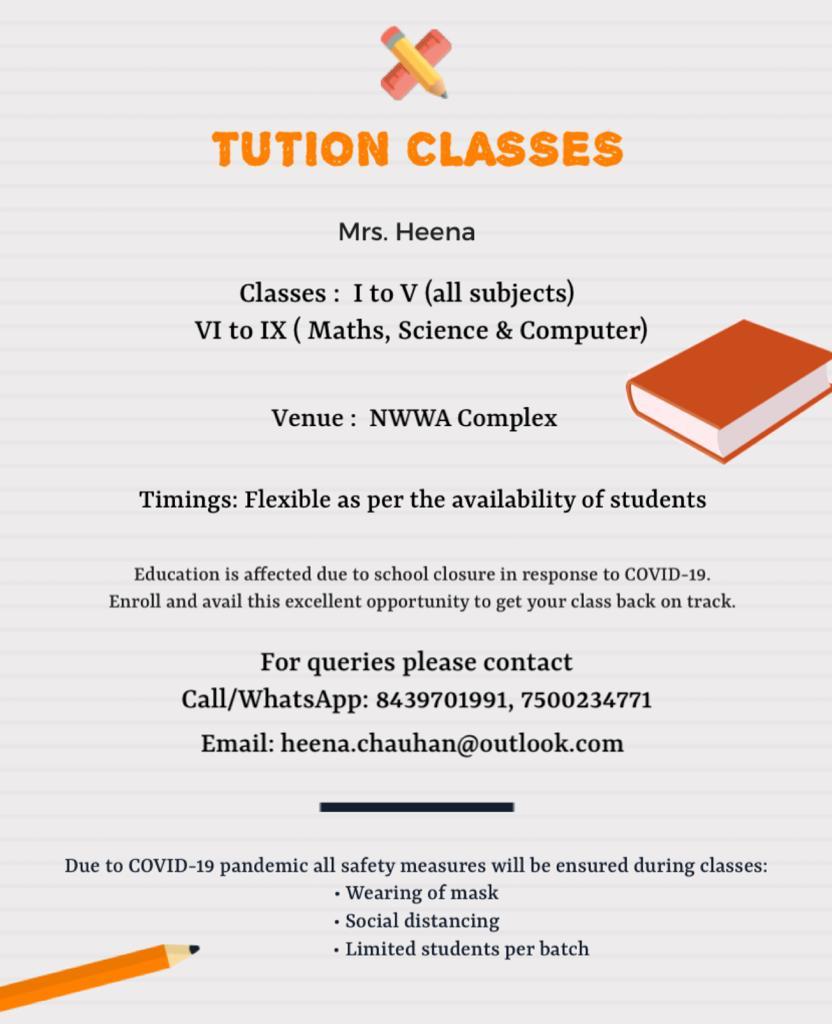 TUTION CLASSES
Mrs. Heena
Classes :  I to V (all subjects)
VI to IX ( Maths, Science & Computer)
Venue :  NWWA Complex
Timings: Flexible as per the availability of students
Education is affected due to school closure in response to COVID-19.
Enroll and avail this excellent opportunity to get your class back on track.
For queries please contact
Call/WhatsApp: 8439701991, 7500234771
Email: heena.chauhan@outlook.com
Due to COVID-19 pandemic all safety measures will be ensured during classes:
• Wearing of mask
• Social distancing
• Limited students per batch